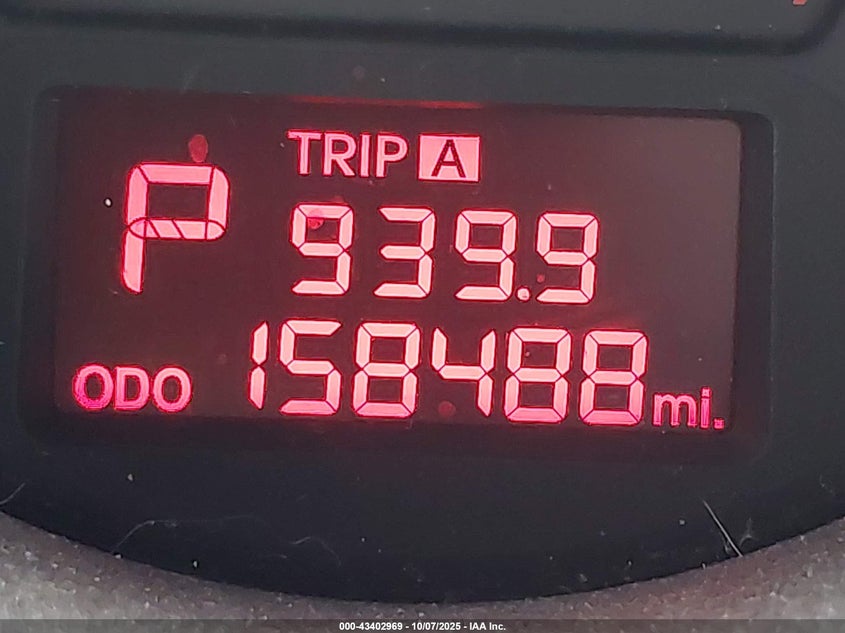 TRIP A
P 939.9
ODO 158488 mi.
000-43402969 - 10/07/2025 - IAA Inc.